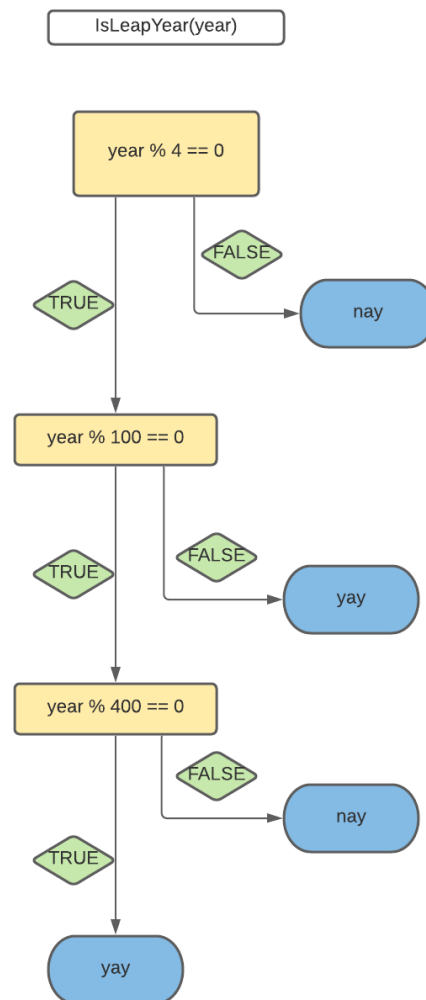 IsLeapYear(year)
year % 4 == 0
FALSE
TRUE
nay
year % 100 == 0
FALSE
TRUE
yay
year % 400 == 0
FALSE
nay
TRUE
yay